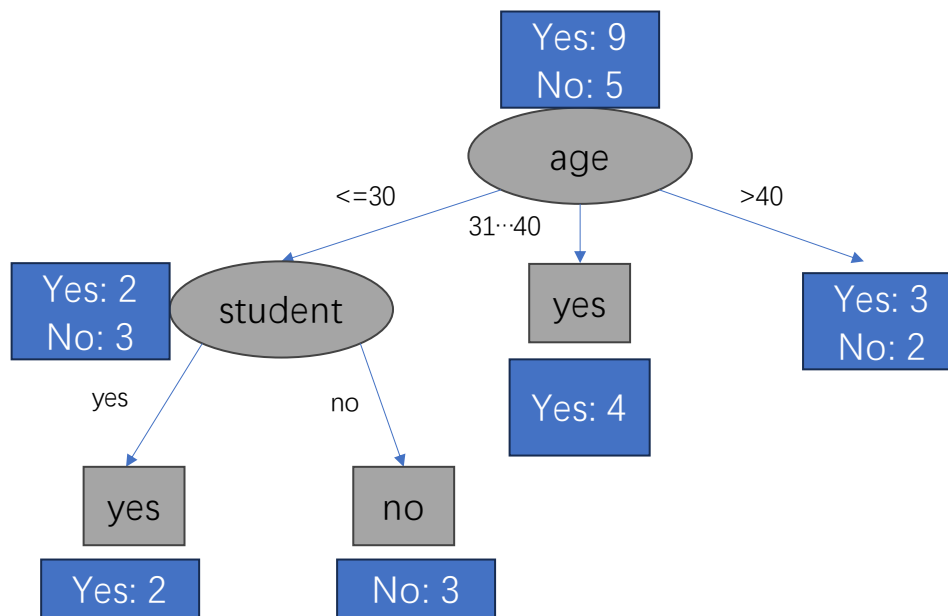 Yes: 9
No: 5
age
<=30
31···40
>40
Yes: 2
No: 3
student
yes
Yes: 3
No: 2
yes
no
Yes: 4
yes
no
Yes: 2
No: 3